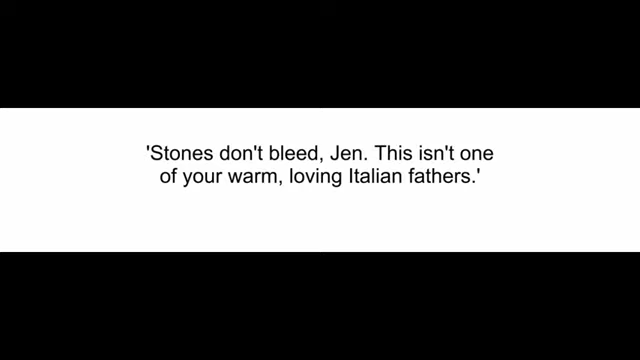 'Stones don't bleed, Jen. This isn't one
of your warm, loving Italian fathers.'